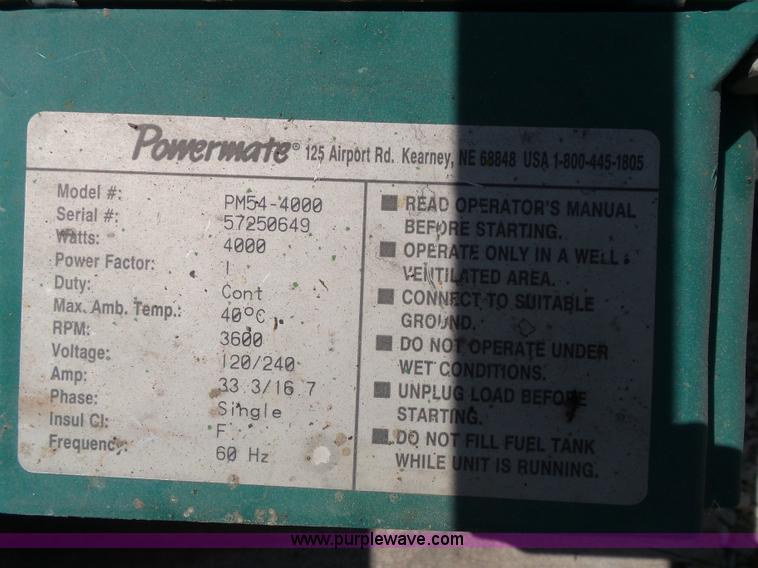 Powermate® 125 Airport Rd. Kearney, NE 68848 USA 1-800-445-1805
Model #: PM54-4000
Serial #: 57250649
Watts: 4000
Power Factor: 1
Duty: Cont
Max. Amb. Temp.: 40°C
RPM: 3600
Voltage: 120/240
Amp: 33 3/16 7
Phase: Single
Insul Cl: F
Frequency: 60 Hz
READ OPERATOR'S MANUAL
BEFORE STARTING.
OPERATE ONLY IN A WELL
VENTILATED AREA.
CONNECT TO SUITABLE
GROUND.
DO NOT OPERATE UNDER
WET CONDITIONS.
UNPLUG LOAD BEFORE
STARTING.
DO NOT FILL FUEL TANK
WHILE UNIT IS RUNNING.
www.purplewave.com